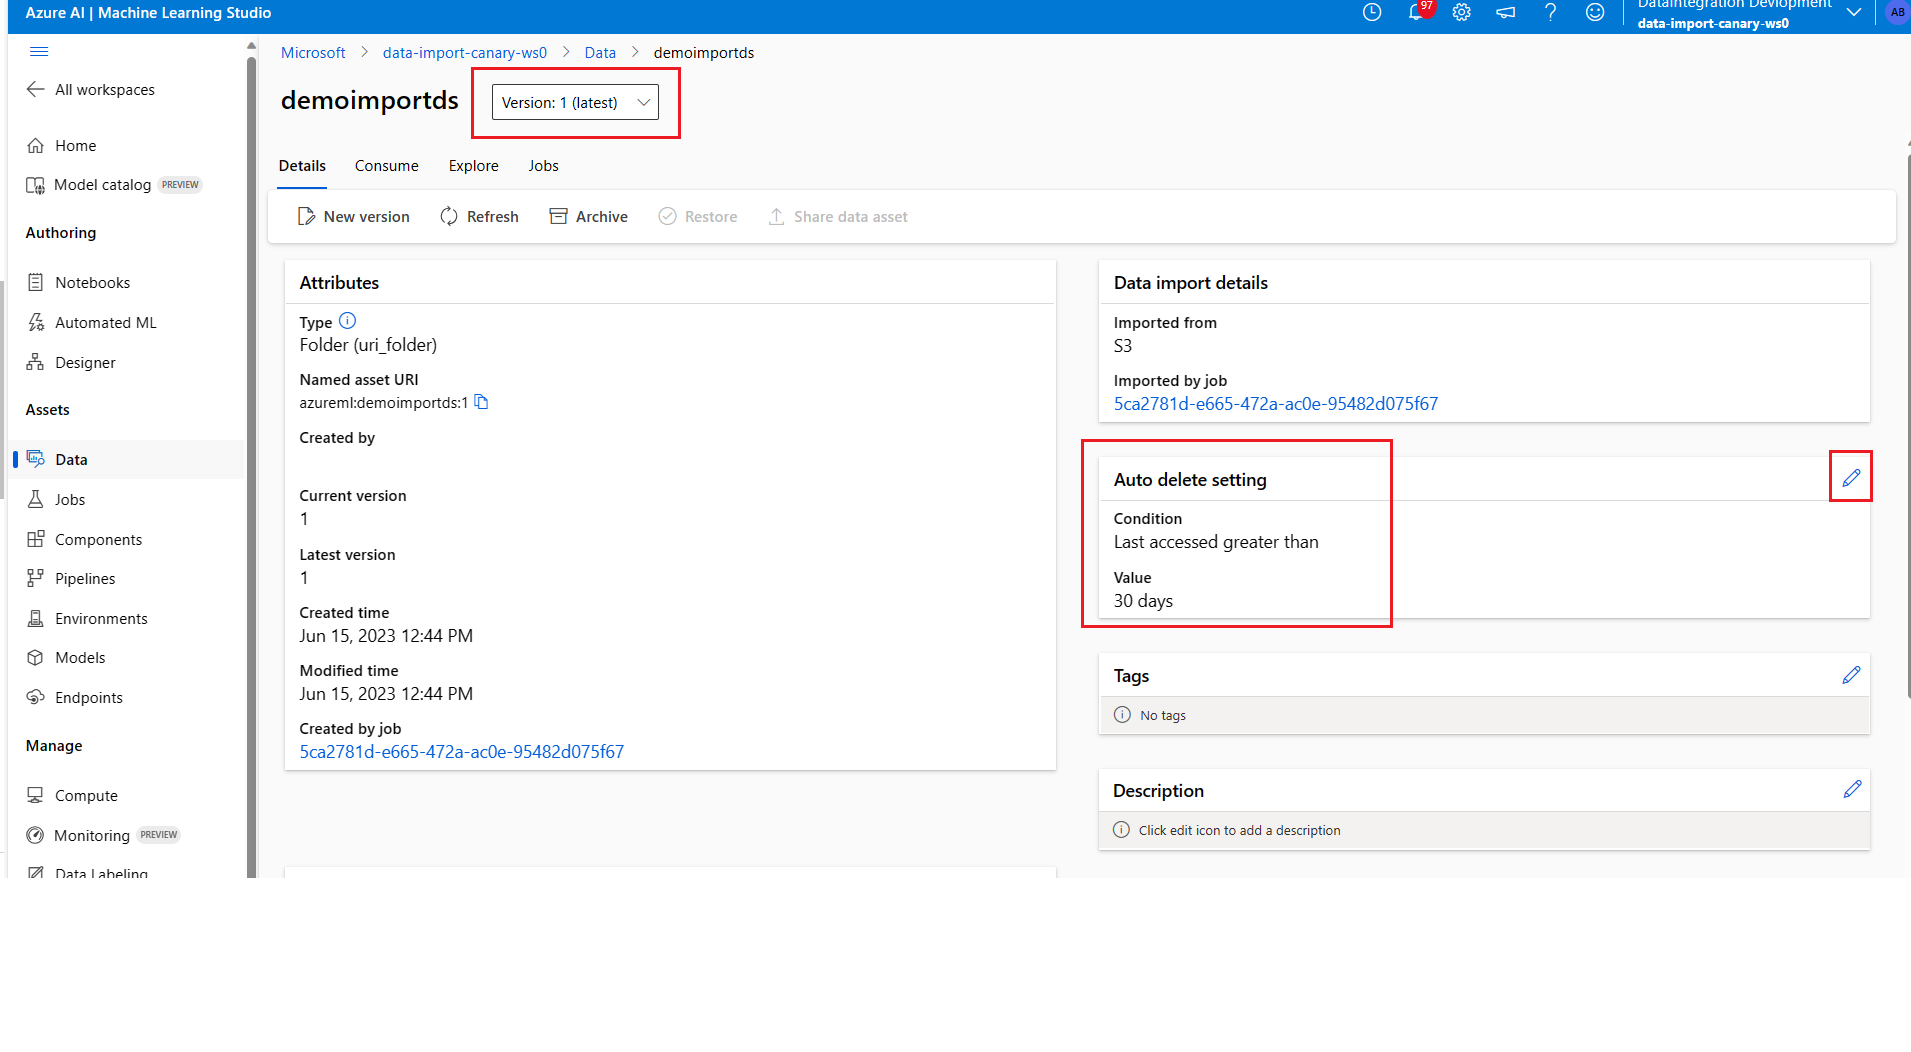 Azure AI | Machine Learning Studio
97
DataIntegration Devlopment
data-import-canary-ws0
AB
All workspaces
Home
Model catalog PREVIEW
Authoring
Notebooks
Automated ML
Designer
Assets
Data
Jobs
Components
Pipelines
Environments
Models
Endpoints
Manage
Compute
Monitoring PREVIEW
Data Labeling
Microsoft > data-import-canary-ws0 > Data > demoimportds
demoimportds
Version: 1 (latest)
Details Consume Explore Jobs
New version Refresh Archive Restore Share data asset
Attributes
Type
Folder (uri_folder)
Named asset URI
azureml:demoimportds:1
Created by
Current version
1
Latest version
1
Created time
Jun 15, 2023 12:44 PM
Modified time
Jun 15, 2023 12:44 PM
Created by job
5ca2781d-e665-472a-ac0e-95482d075f67
Data import details
Imported from
S3
Imported by job
5ca2781d-e665-472a-ac0e-95482d075f67
Auto delete setting
Condition
Last accessed greater than
Value
30 days
Tags
No tags
Description
Click edit icon to add a description